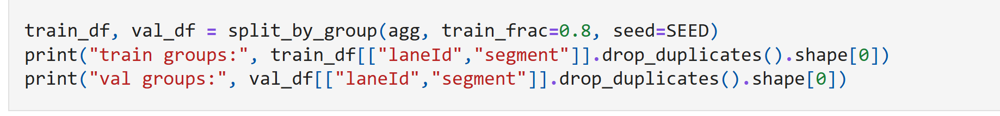 train_df, val_df = split_by_group(agg, train_frac=0.8, seed=SEED)
print("train groups:", train_df[["laneId","segment"]].drop_duplicates().shape[0])
print("val groups:", val_df[["laneId","segment"]].drop_duplicates().shape[0])